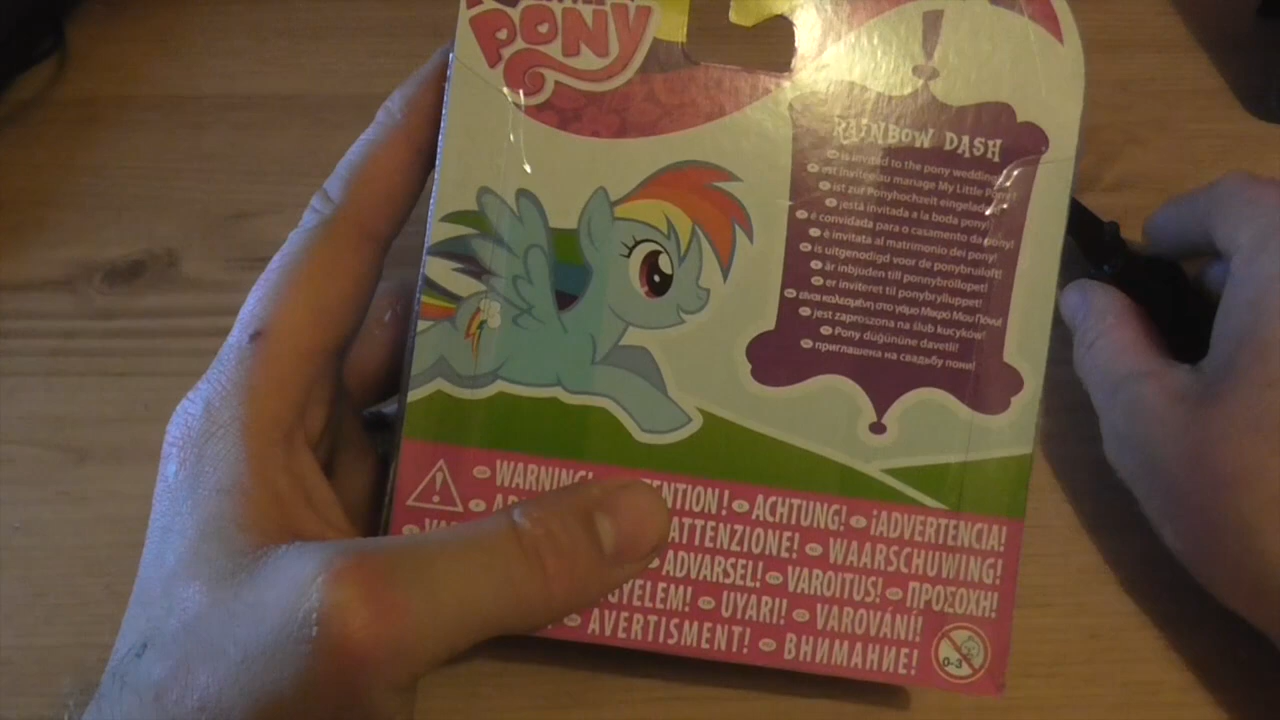 PONY
RAINBOW DASH
is invited to the pony wedding!
est invitée au mariage My Little Pony!
ist zur Ponyhochzeit eingeladen!
¡está invitada a la boda pony!
é convidada para o casamento da pony!
è invitata al matrimonio dei pony!
is uitgenodigd voor de ponybruiloft!
är inbjuden till ponnybröllopet!
er inviteret til ponybrylluppet!
είναι καλεσμένη στο γάμο Μικρό Μου Πόνυ!
jest zaproszona na ślub kucyków!
Pony düğününe davetli!
приглашена на свадьбу пони!
WARNING! TENTION! ACHTUNG! ¡ADVERTENCIA!
ATTENZIONE! WAARSCHUWING!
ADVARSEL! VAROITUS! ΠΡΟΣΟΧΗ!
GYELEM! UYARI! VAROVÁNÍ!
AVERTISMENT! ВНИМАНИЕ!
0-3